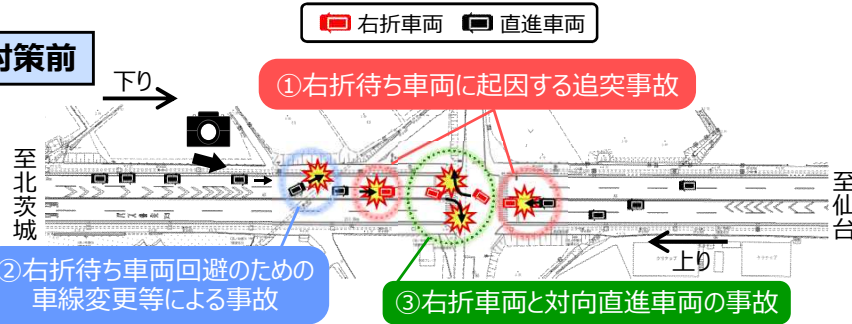 右折車両 直進車両
対策前
下り
①右折待ち車両に起因する追突事故
至北茨城
至仙台
上り
②右折待ち車両回避のための
車線変更等による事故
③右折車両と対向直進車両の事故